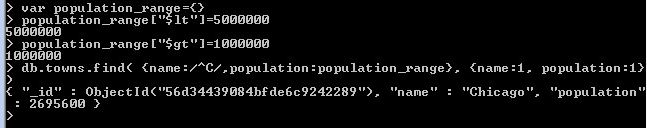 > var population_range={}
> population_range["$lt"]=5000000
5000000
> population_range["$gt"]=1000000
1000000
> db.towns.find( {name:/^C/,population:population_range}, {name:1, population:1}
)
{ "_id" : ObjectId("56d34439084bfde6c9242289"), "name" : "Chicago", "population"
 : 2695600 }
>